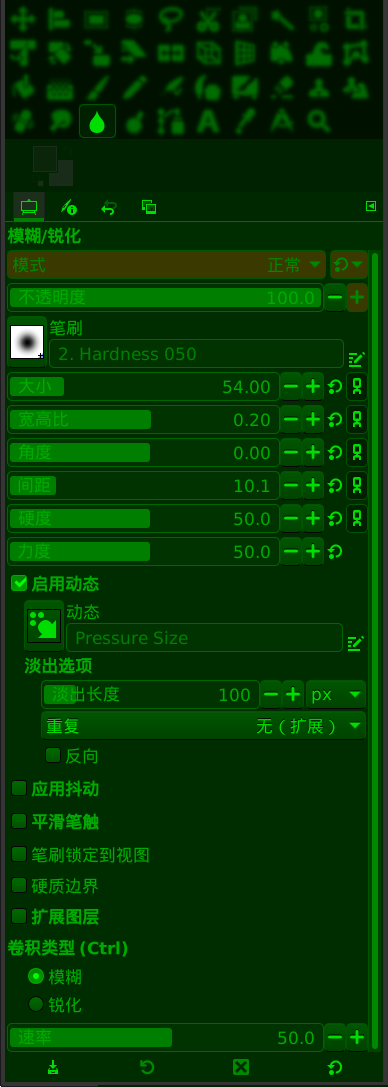 模糊/锐化
模式 正常
不透明度 100.0
笔刷
2. Hardness 050
大小 54.00
宽高比 0.20
角度 0.00
间距 10.1
硬度 50.0
力度 50.0
启用动态
动态
Pressure Size
淡出选项
淡出长度 100 px
重复 无（扩展）
反向
应用抖动
平滑笔触
笔刷锁定到视图
硬质边界
扩展图层
卷积类型 (Ctrl)
模糊
锐化
速率 50.0